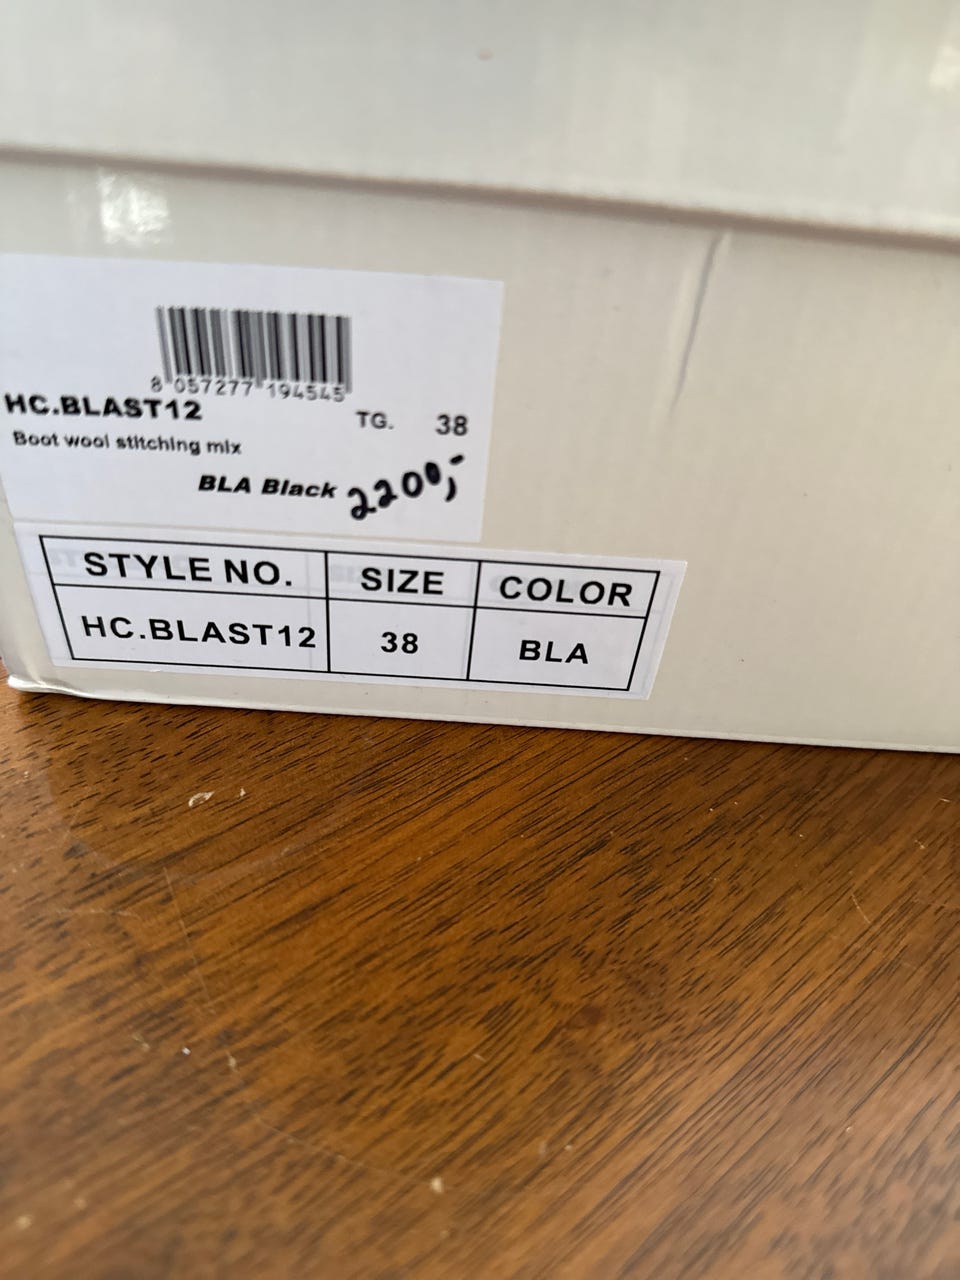 8 057277 194545
HC.BLAST12
TG. 38
Boot wool stitching mix
BLA Black 2200,-
STYLE NO. SIZE COLOR
HC.BLAST12 38 BLA